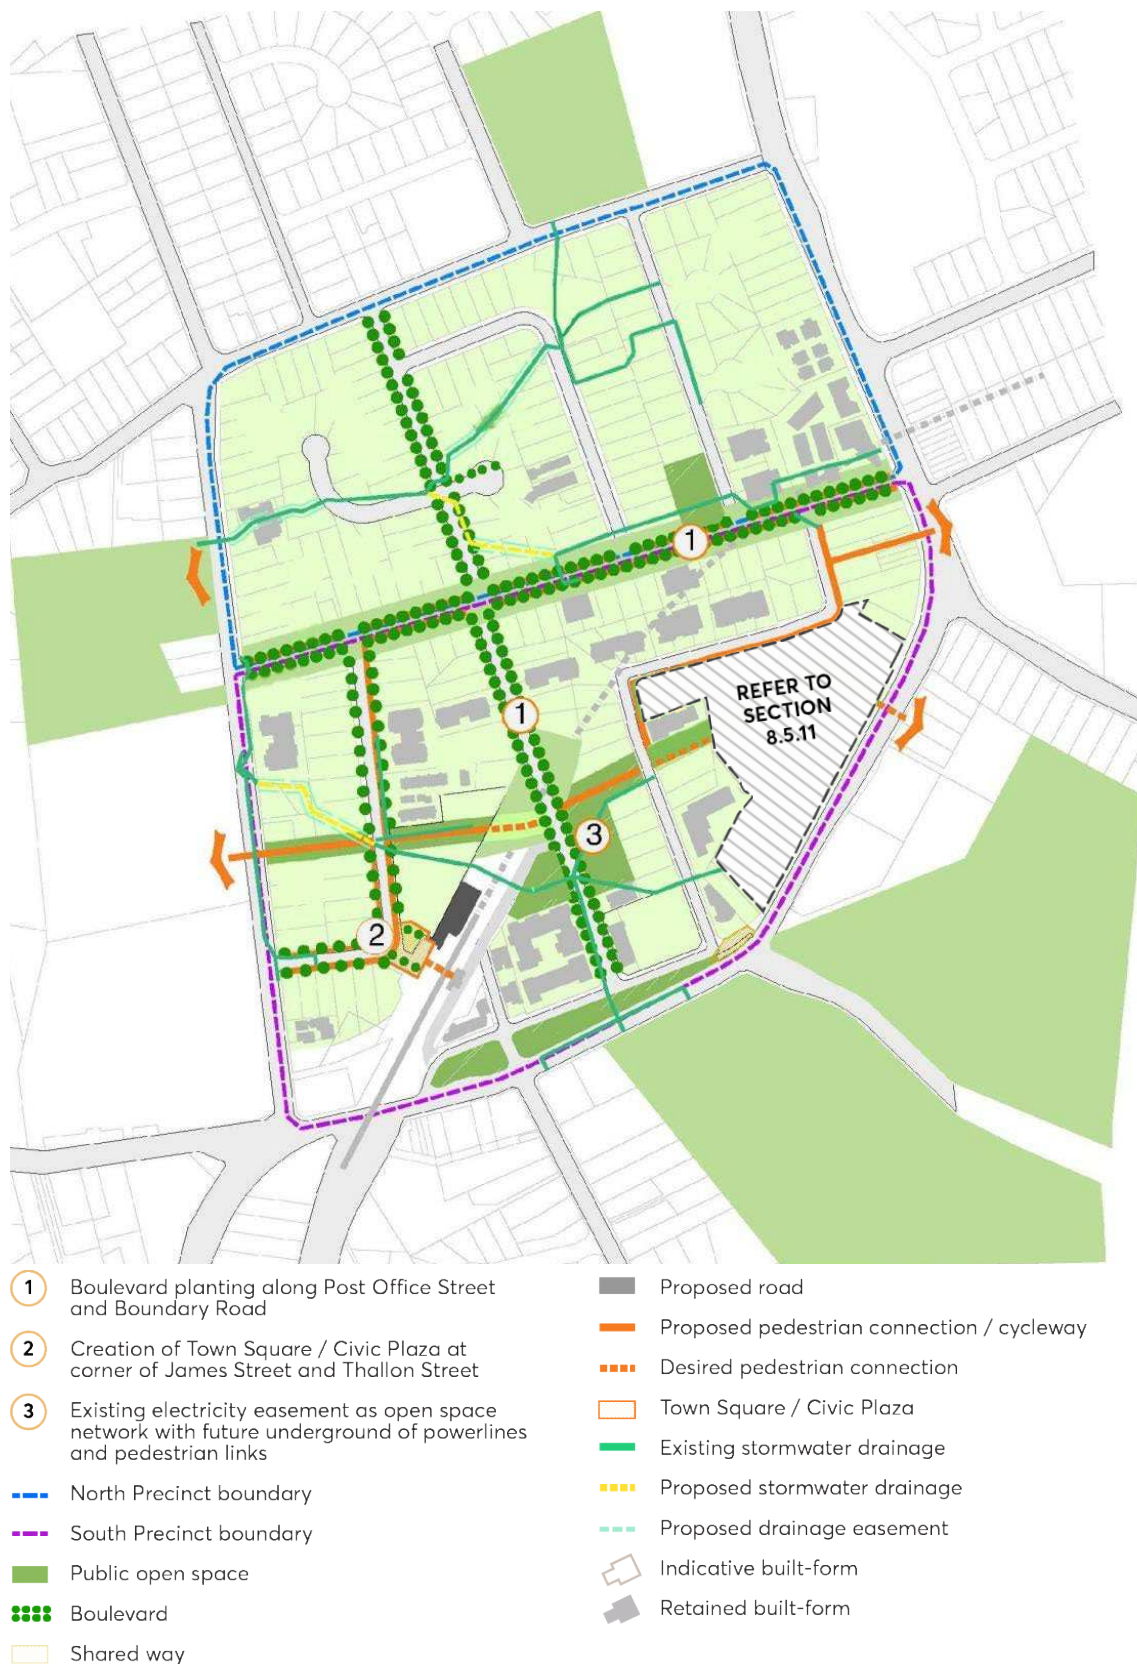 1
REFER TO
SECTION
8.5.11
1
3
2
1 Boulevard planting along Post Office Street
and Boundary Road
2 Creation of Town Square / Civic Plaza at
corner of James Street and Thallon Street
3 Existing electricity easement as open space
network with future underground of powerlines
and pedestrian links
North Precinct boundary
South Precinct boundary
Public open space
Boulevard
Shared way
Proposed road
Proposed pedestrian connection / cycleway
Desired pedestrian connection
Town Square / Civic Plaza
Existing stormwater drainage
Proposed stormwater drainage
Proposed drainage easement
Indicative built-form
Retained built-form